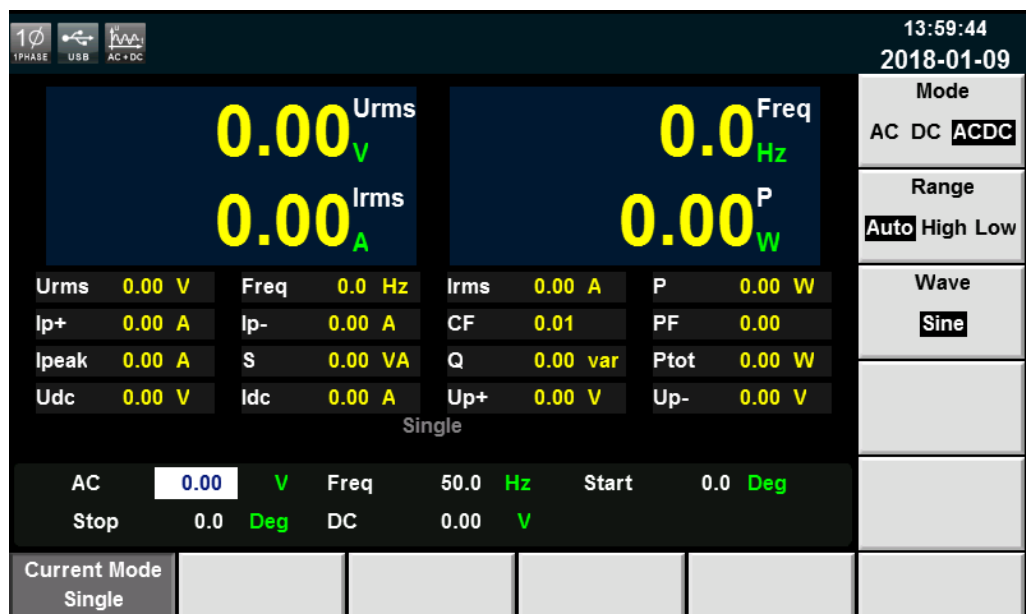 1Ø
1PHASE USB AC+DC
13:59:44
2018-01-09
0.00 Urms V
0.0 Freq Hz
0.00 Irms A
0.00 P W
Mode
AC DC ACDC
Range
Auto High Low
Wave
Sine
Urms 0.00 V Freq 0.0 Hz Irms 0.00 A P 0.00 W
Ip+ 0.00 A Ip- 0.00 A CF 0.01 PF 0.00
Ipeak 0.00 A S 0.00 VA Q 0.00 var Ptot 0.00 W
Udc 0.00 V Idc 0.00 A Up+ 0.00 V Up- 0.00 V
Single
AC 0.00 V Freq 50.0 Hz Start 0.0 Deg
Stop 0.0 Deg DC 0.00 V
Current Mode
Single